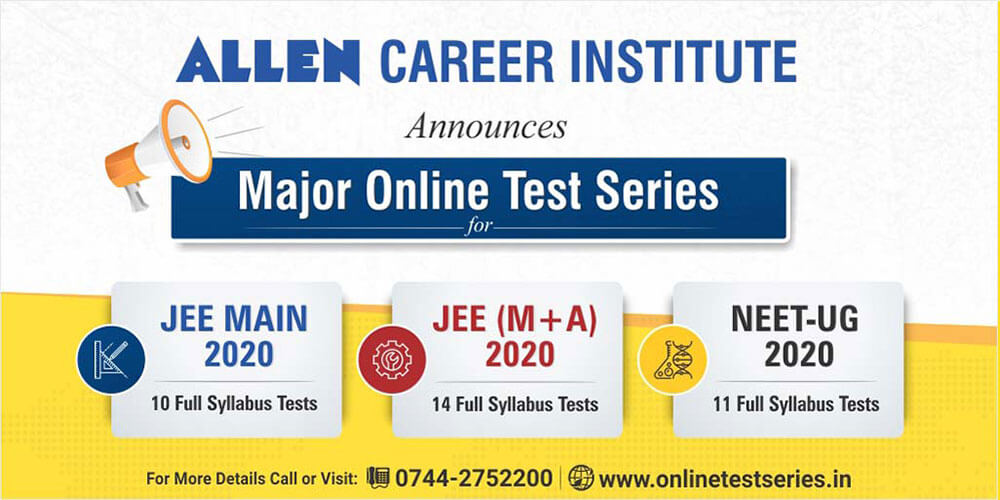 ALLEN CAREER INSTITUTE
Announces
Major Online Test Series
for
JEE MAIN
2020
10 Full Syllabus Tests
JEE (M+A)
2020
14 Full Syllabus Tests
NEET-UG
2020
11 Full Syllabus Tests
For More Details Call or Visit: 0744-2752200 | www.onlinetestseries.in